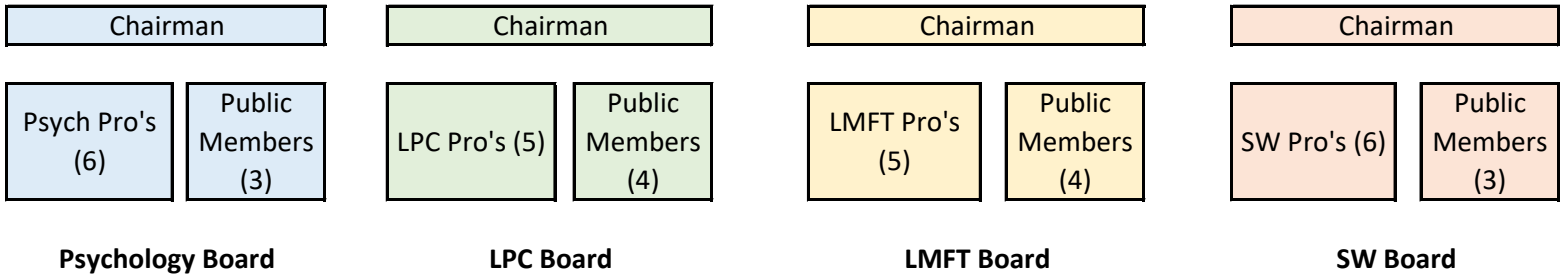 Chairman
Chairman
Chairman
Chairman
Psych Pro's
(6)
Public
Members
(3)
LPC Pro's (5)
Public
Members
(4)
LMFT Pro's
(5)
Public
Members
(4)
SW Pro's (6)
Public
Members
(3)
Psychology Board
LPC Board
LMFT Board
SW Board